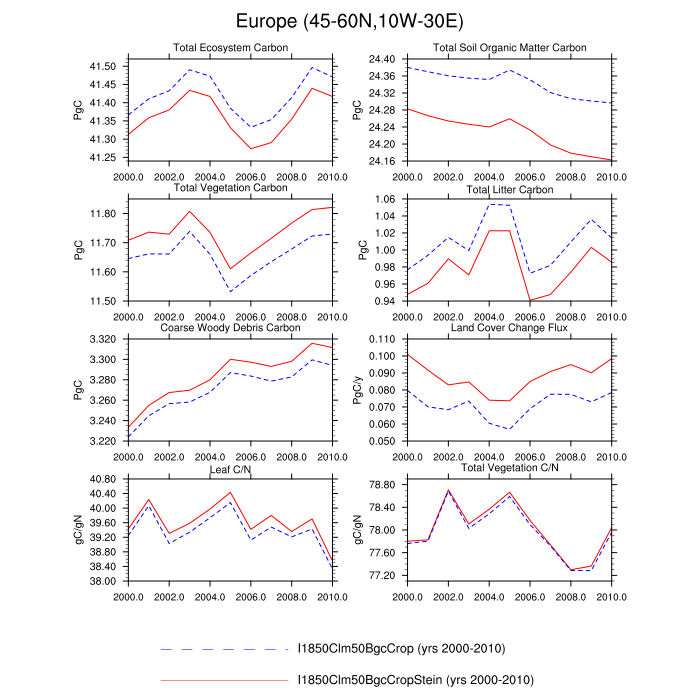 Europe (45-60N,10W-30E)
Total Ecosystem Carbon
Total Soil Organic Matter Carbon
PgC
41.50
41.45
41.40
41.35
41.30
41.25
2000.0 2002.0 2004.0 2006.0 2008.0 2010.0
PgC
24.40
24.36
24.32
24.28
24.24
24.20
24.16
2000.0 2002.0 2004.0 2006.0 2008.0 2010.0
Total Vegetation Carbon
Total Litter Carbon
PgC
11.80
11.70
11.60
11.50
2000.0 2002.0 2004.0 2006.0 2008.0 2010.0
PgC
1.06
1.04
1.02
1.00
0.98
0.96
0.94
2000.0 2002.0 2004.0 2006.0 2008.0 2010.0
Coarse Woody Debris Carbon
Land Cover Change Flux
PgC
3.320
3.300
3.280
3.260
3.240
3.220
2000.0 2002.0 2004.0 2006.0 2008.0 2010.0
PgC/y
0.110
0.100
0.090
0.080
0.070
0.060
0.050
2000.0 2002.0 2004.0 2006.0 2008.0 2010.0
Leaf C/N
Total Vegetation C/N
gC/gN
40.80
40.40
40.00
39.60
39.20
38.80
38.40
38.00
2000.0 2002.0 2004.0 2006.0 2008.0 2010.0
gC/gN
78.80
78.40
78.00
77.60
77.20
2000.0 2002.0 2004.0 2006.0 2008.0 2010.0
I1850Clm50BgcCrop (yrs 2000-2010)
I1850Clm50BgcCropStein (yrs 2000-2010)